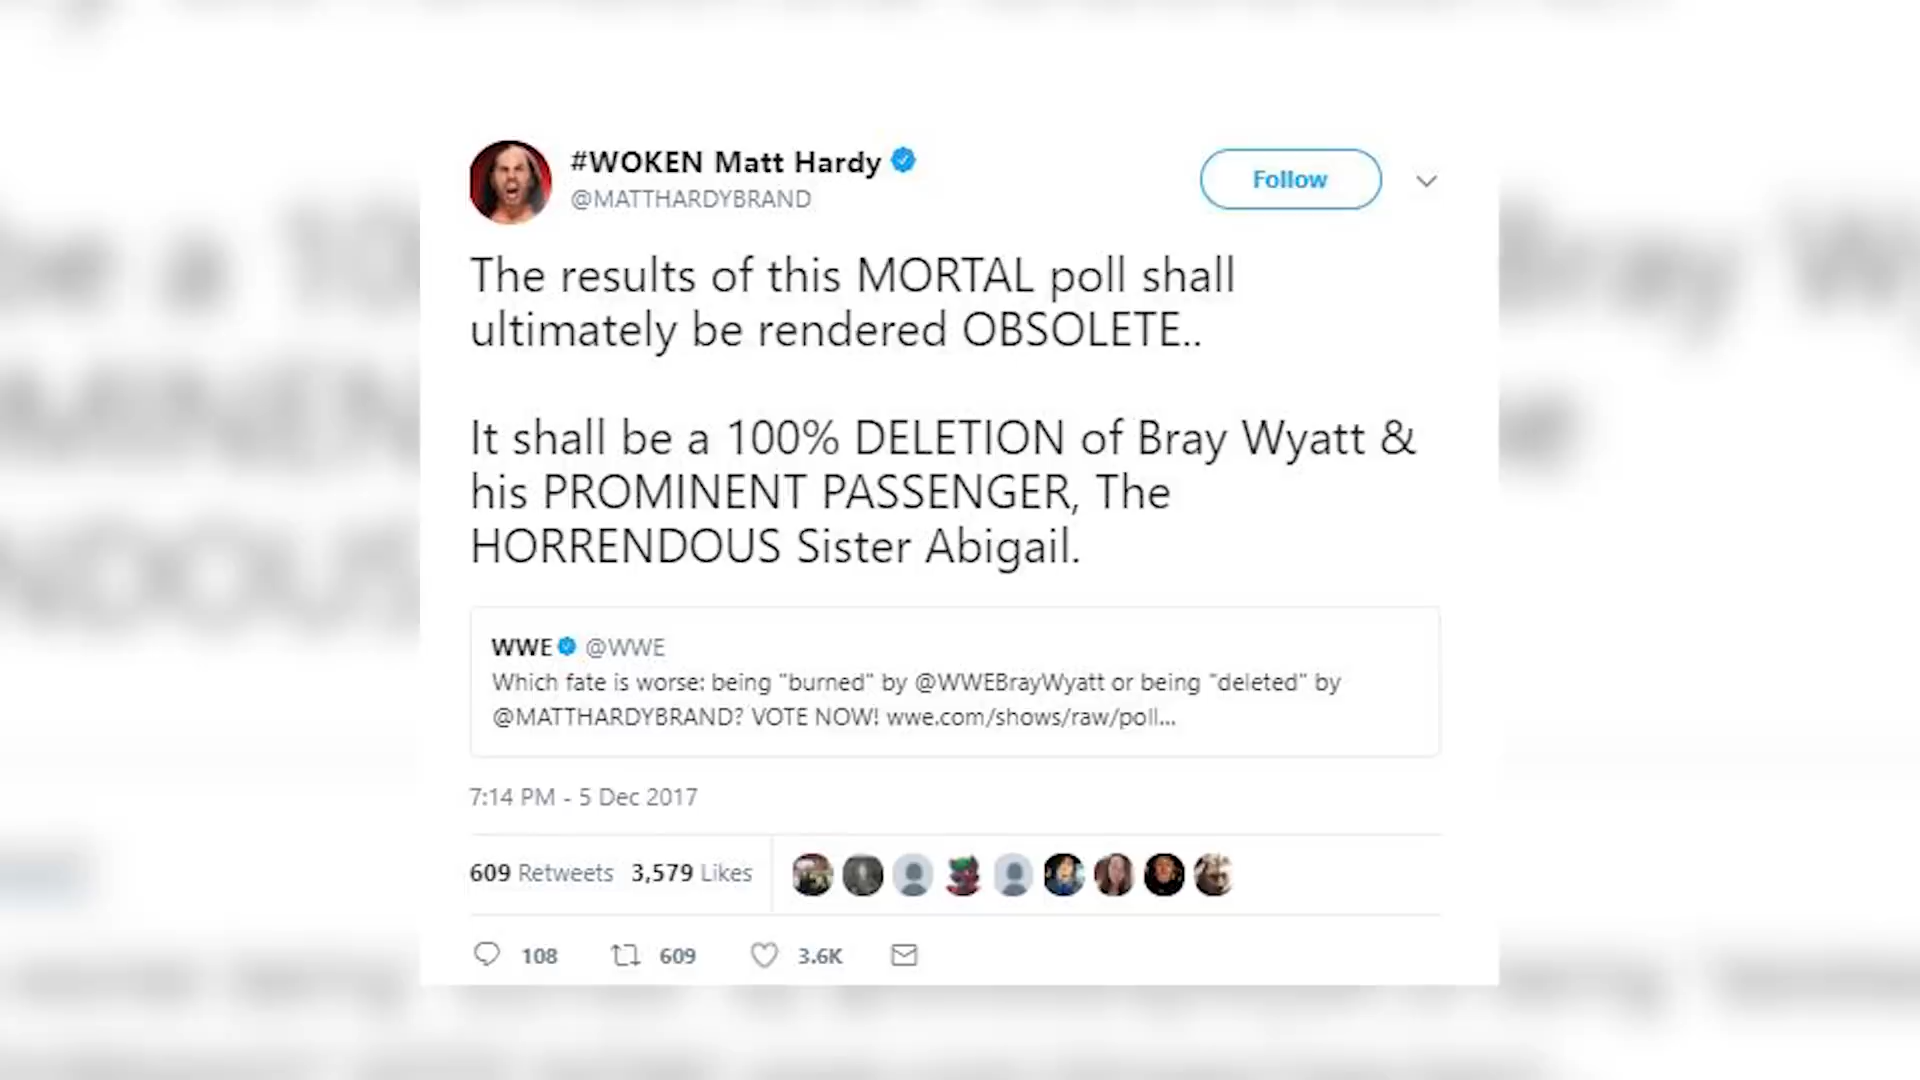 #WOKEN Matt Hardy
@MATTHARDYBRAND
Follow
The results of this MORTAL poll shall
ultimately be rendered OBSOLETE..
It shall be a 100% DELETION of Bray Wyatt &
his PROMINENT PASSENGER, The
HORRENDOUS Sister Abigail.
WWE @WWE
Which fate is worse: being "burned" by @WWEBrayWyatt or being "deleted" by
@MATTHARDYBRAND? VOTE NOW! wwe.com/shows/raw/poll...
7:14 PM - 5 Dec 2017
609 Retweets 3,579 Likes
108 609 3.6K